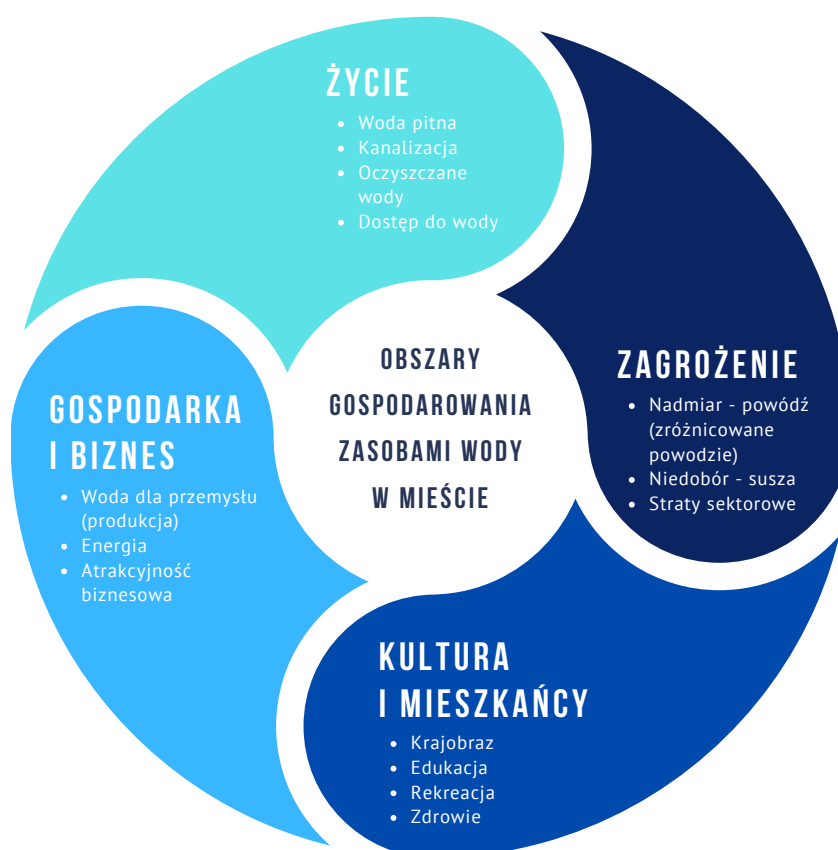 ŻYCIE
• Woda pitna
• Kanalizacja
• Oczyszczane
wody
• Dostęp do wody
ZAGROŻENIE
• Nadmiar - powódź
(zróżnicowane
powodzie)
• Niedobór - susza
• Straty sektorowe
OBSZARY
GOSPODAROWANIA
ZASOBAMI WODY
W MIEŚCIE
GOSPODARKA
I BIZNES
• Woda dla przemysłu
(produkcja)
• Energia
• Atrakcyjność
biznesowa
KULTURA
I MIESZKAŃCY
• Krajobraz
• Edukacja
• Rekreacja
• Zdrowie